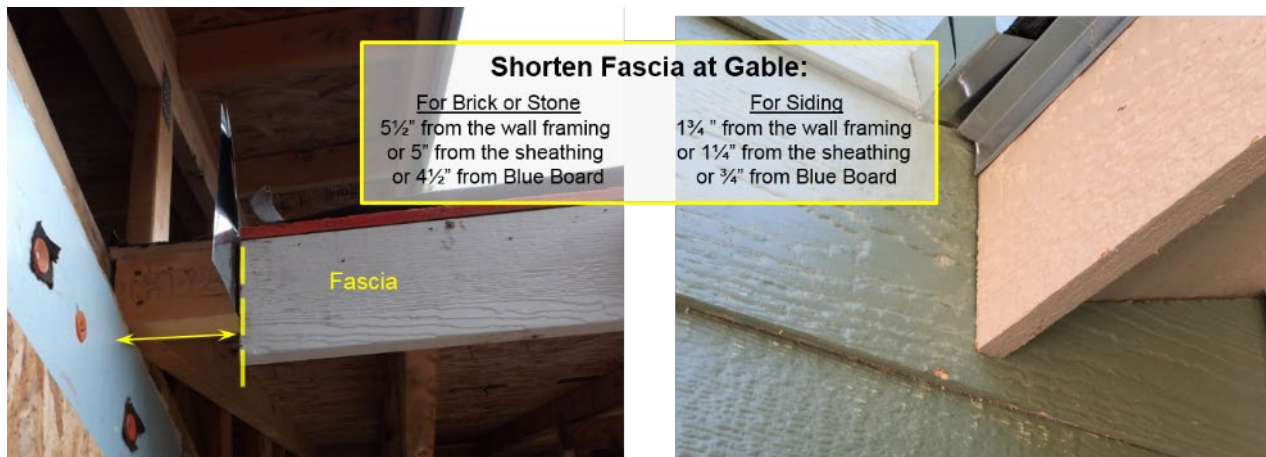 Shorten Fascia at Gable:
For Brick or Stone
5½” from the wall framing
or 5” from the sheathing
or 4½” from Blue Board
For Siding
1¾ ” from the wall framing
or 1¼” from the sheathing
or ¾” from Blue Board
Fascia